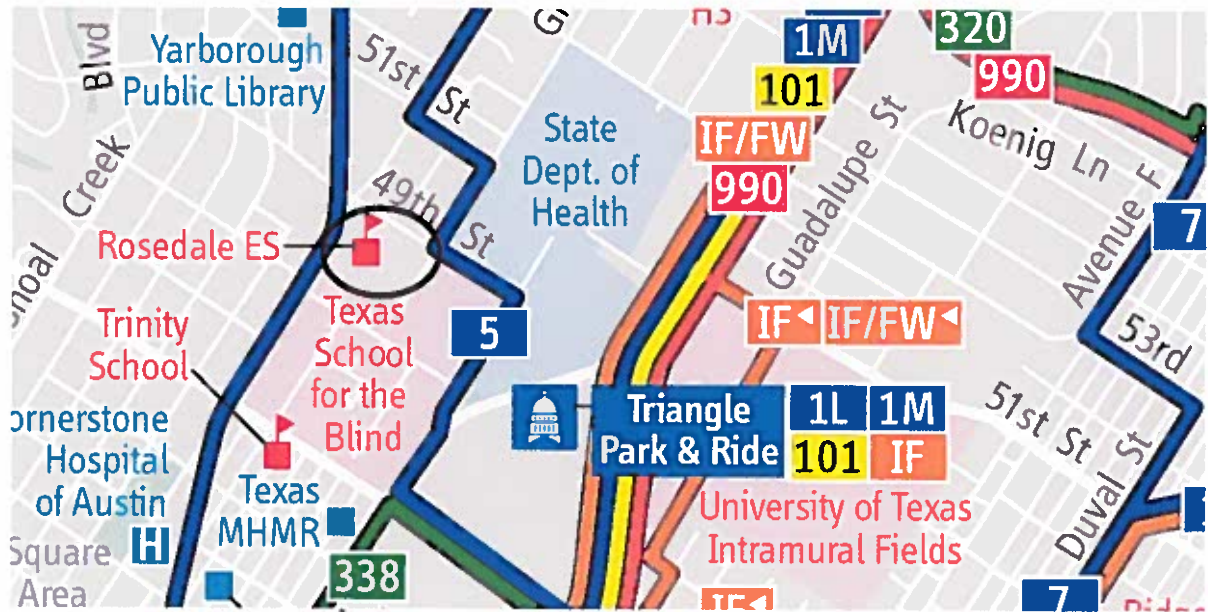 Yarborough
Public Library
Blvd
51st
St
State
Dept. of
Health
1M
101
IF/FW
990
320
990
Koenig Ln
Guadalupe St
Avenue F
7
Creek
49th
St
Rosedale ES
Trinity
School
Texas
School
for the
Blind
5
IF IF/FW
53rd
51st St
Duval St
Triangle
Park & Ride
1L 1M
101 IF
Hospital
of Austin
H
Texas
MHMR
Square
Area
338
University of Texas
Intramural Fields
IF
7